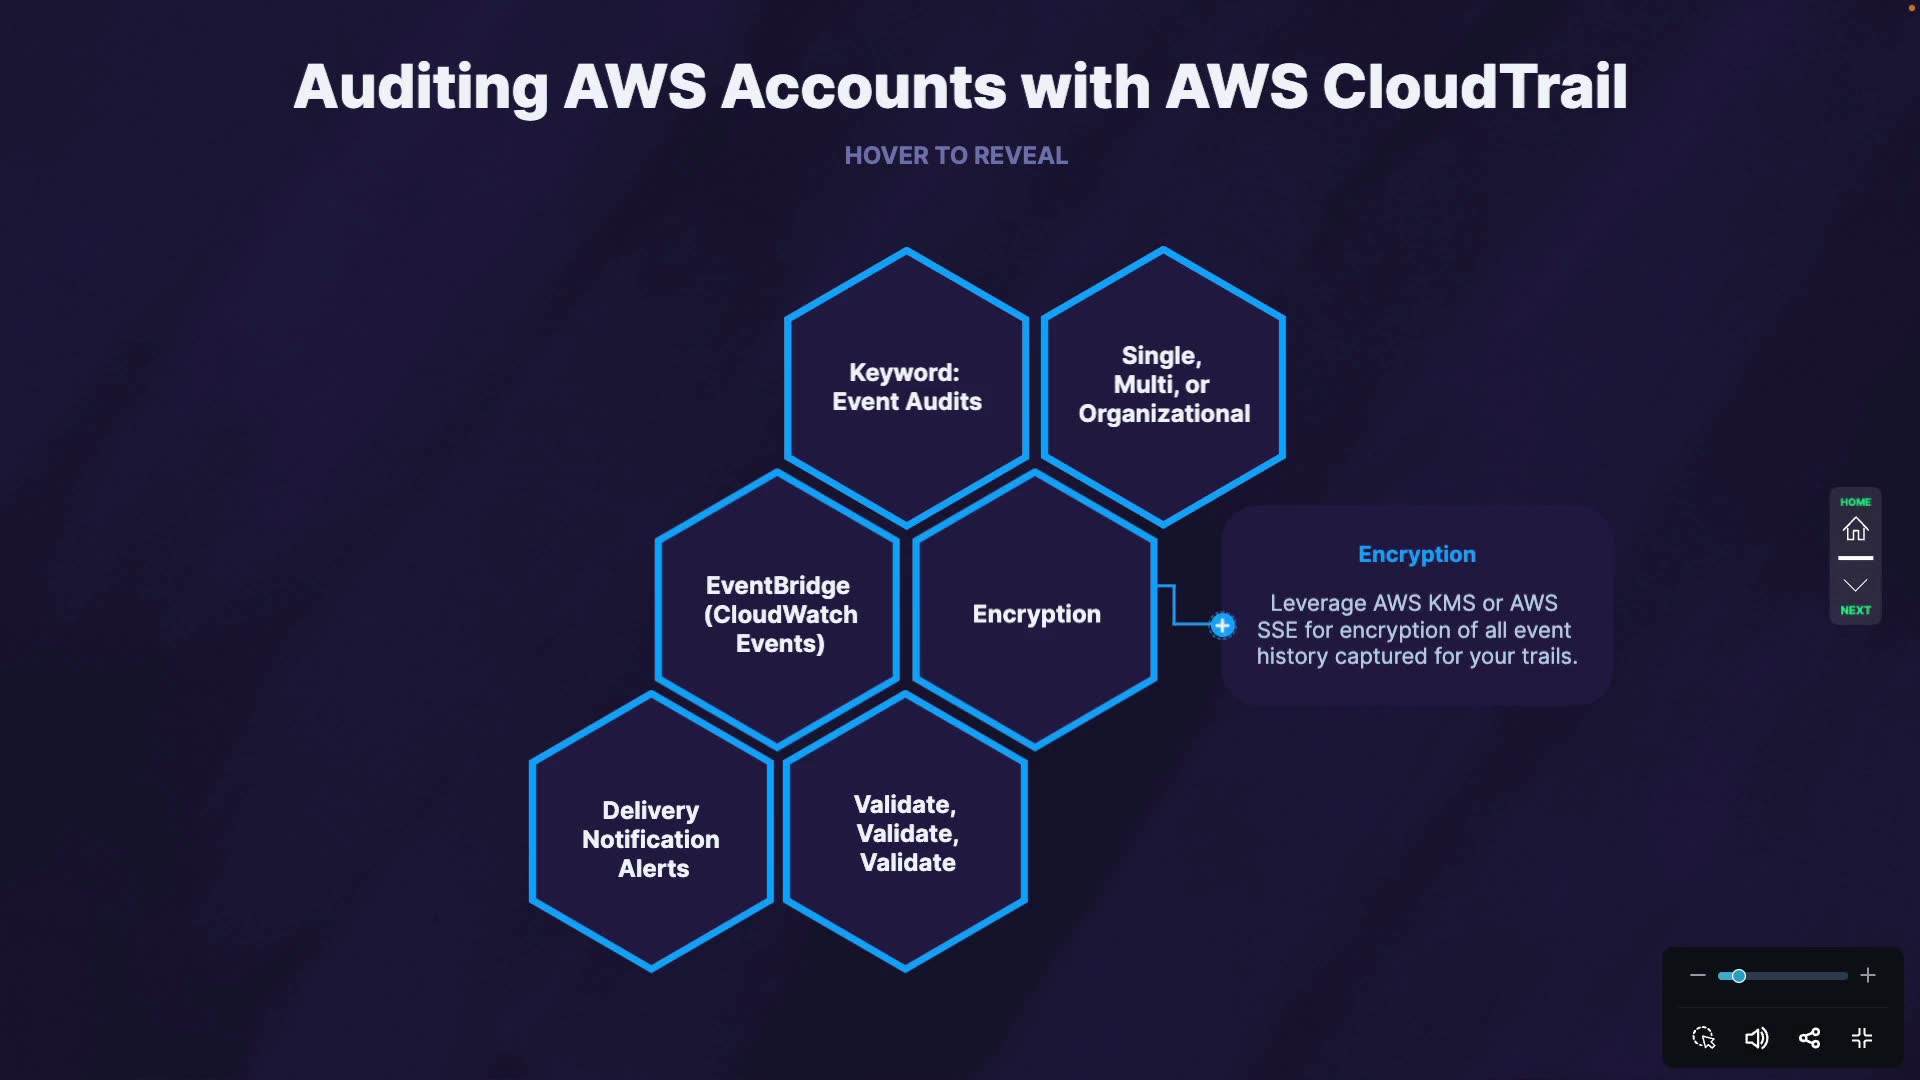 Auditing AWS Accounts with AWS CloudTrail
HOVER TO REVEAL
Keyword:
Event Audits
Single,
Multi, or
Organizational
EventBridge
(CloudWatch
Events)
Encryption
Encryption
Leverage AWS KMS or AWS
SSE for encryption of all event
history captured for your trails.
Delivery
Notification
Alerts
Validate,
Validate,
Validate
HOME
NEXT